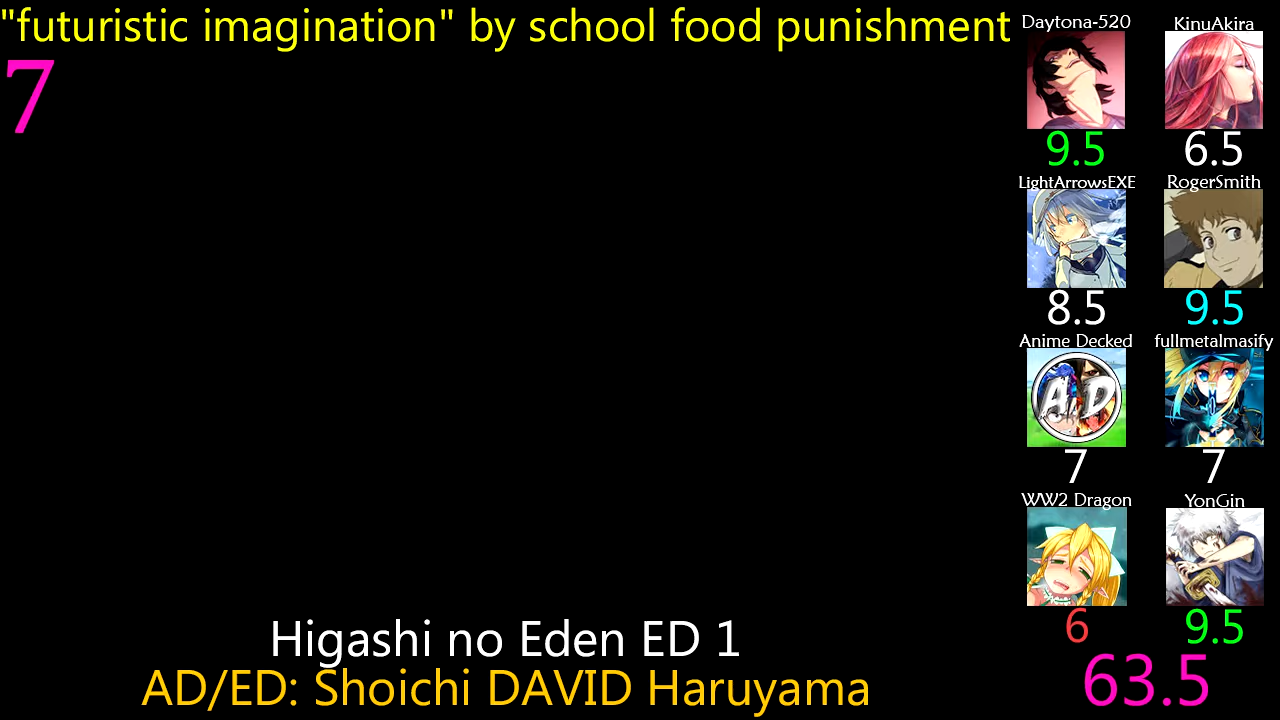 "futuristic imagination" by school food punishment
7
Daytona-520 KinuAkira
9.5 6.5
LightArrowsEXE RogerSmith
8.5 9.5
Anime Decked fullmetalmasify
AD
7 7
WW2 Dragon YonGin
6 9.5
Higashi no Eden ED 1
AD/ED: Shoichi DAVID Haruyama
63.5